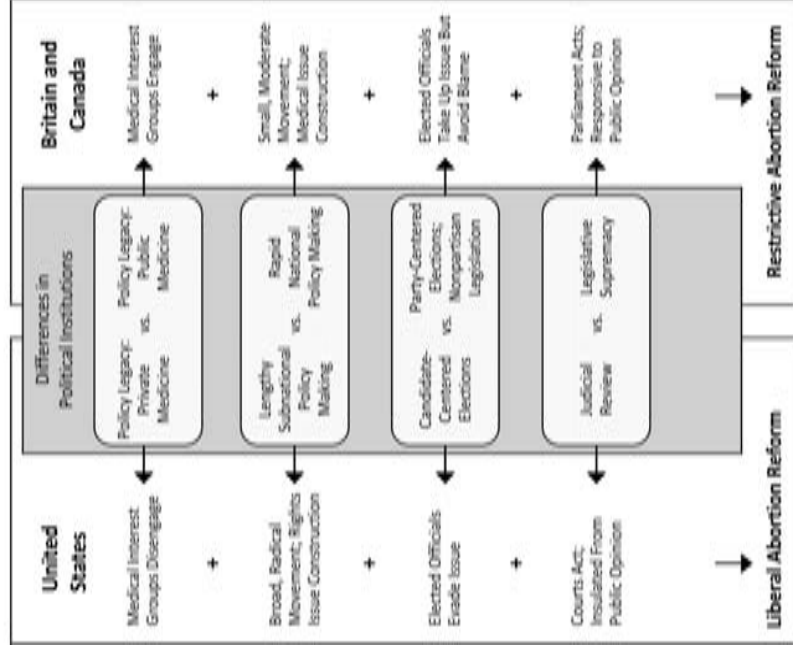 United
States
Differences in
Political Institutions
Britain and
Canada
Medical Interest
Groups Disengage
Policy Legacy:
Private
Medicine
vs.
Policy Legacy:
Public
Medicine
Medical Interest
Groups Engage
+
+
Broad, Radical
Movement; Rights
Issue Construction
Lengthy
Subnational
Policy
Making
vs.
Rapid
National
Policy Making
Small, Moderate
Movement;
Medical Issue
Construction
+
+
Elected Officials
Evade Issue
Candidate-
Centered
Elections
vs.
Party-Centered
Elections;
Nonpartisan
Legislation
Elected Officials
Take Up Issue But
Avoid Blame
+
+
Courts Act;
Insulated From
Public Opinion
Judicial
Review
vs.
Legislative
Supremacy
Parliament Acts;
Responsive to
Public Opinion
Liberal Abortion Reform
Restrictive Abortion Reform